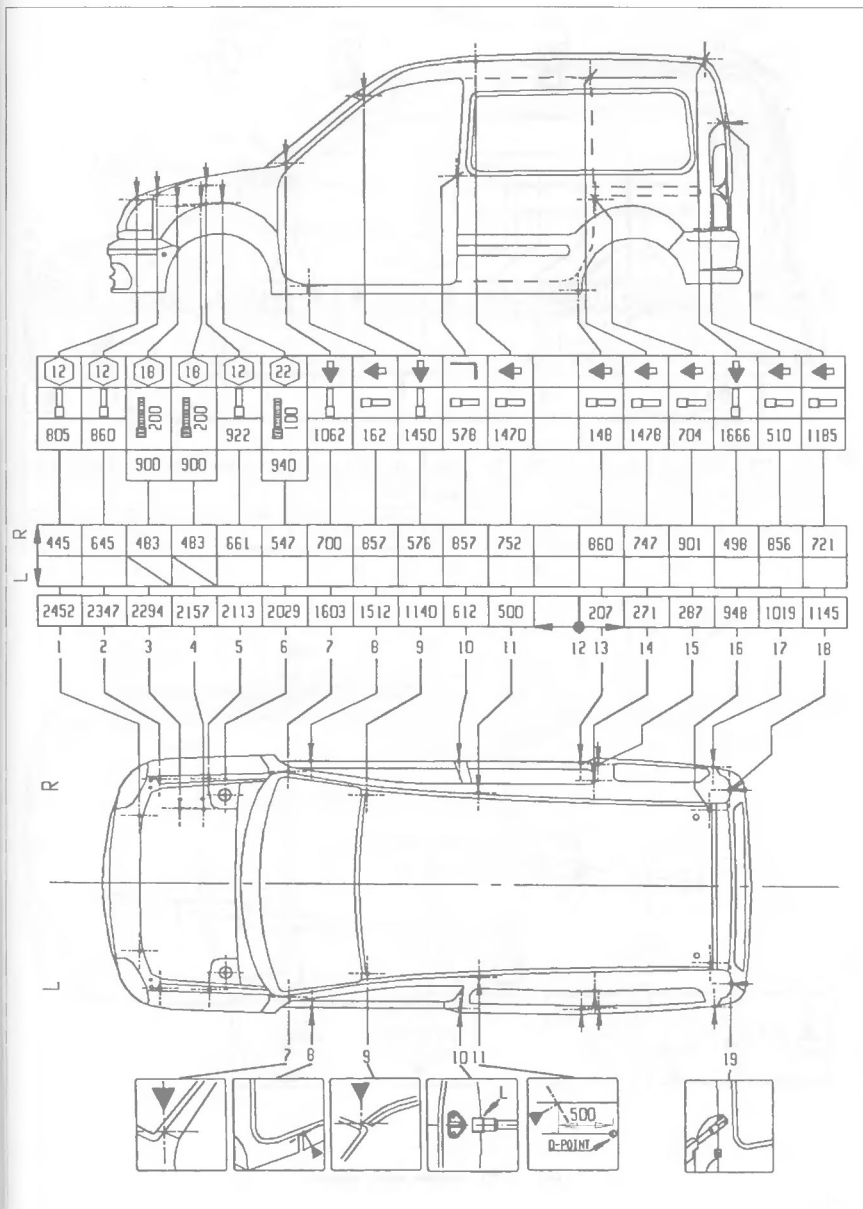 12 12 18 18 12 22
200 200 100
805 860 922 1062 162 1450 578 1470 148 1478 704 1666 510 1185
900 900 940
R
445 645 483 483 661 547 700 857 576 857 752 860 747 901 498 856 721
L
2452 2347 2294 2157 2113 2029 1603 1512 1140 612 500 207 271 287 948 1019 1145
1 2 3 4 5 6 7 8 9 10 11 12 13 14 15 16 17 18
R
L
7 8 9 10 11 19
L
500
D-POINT